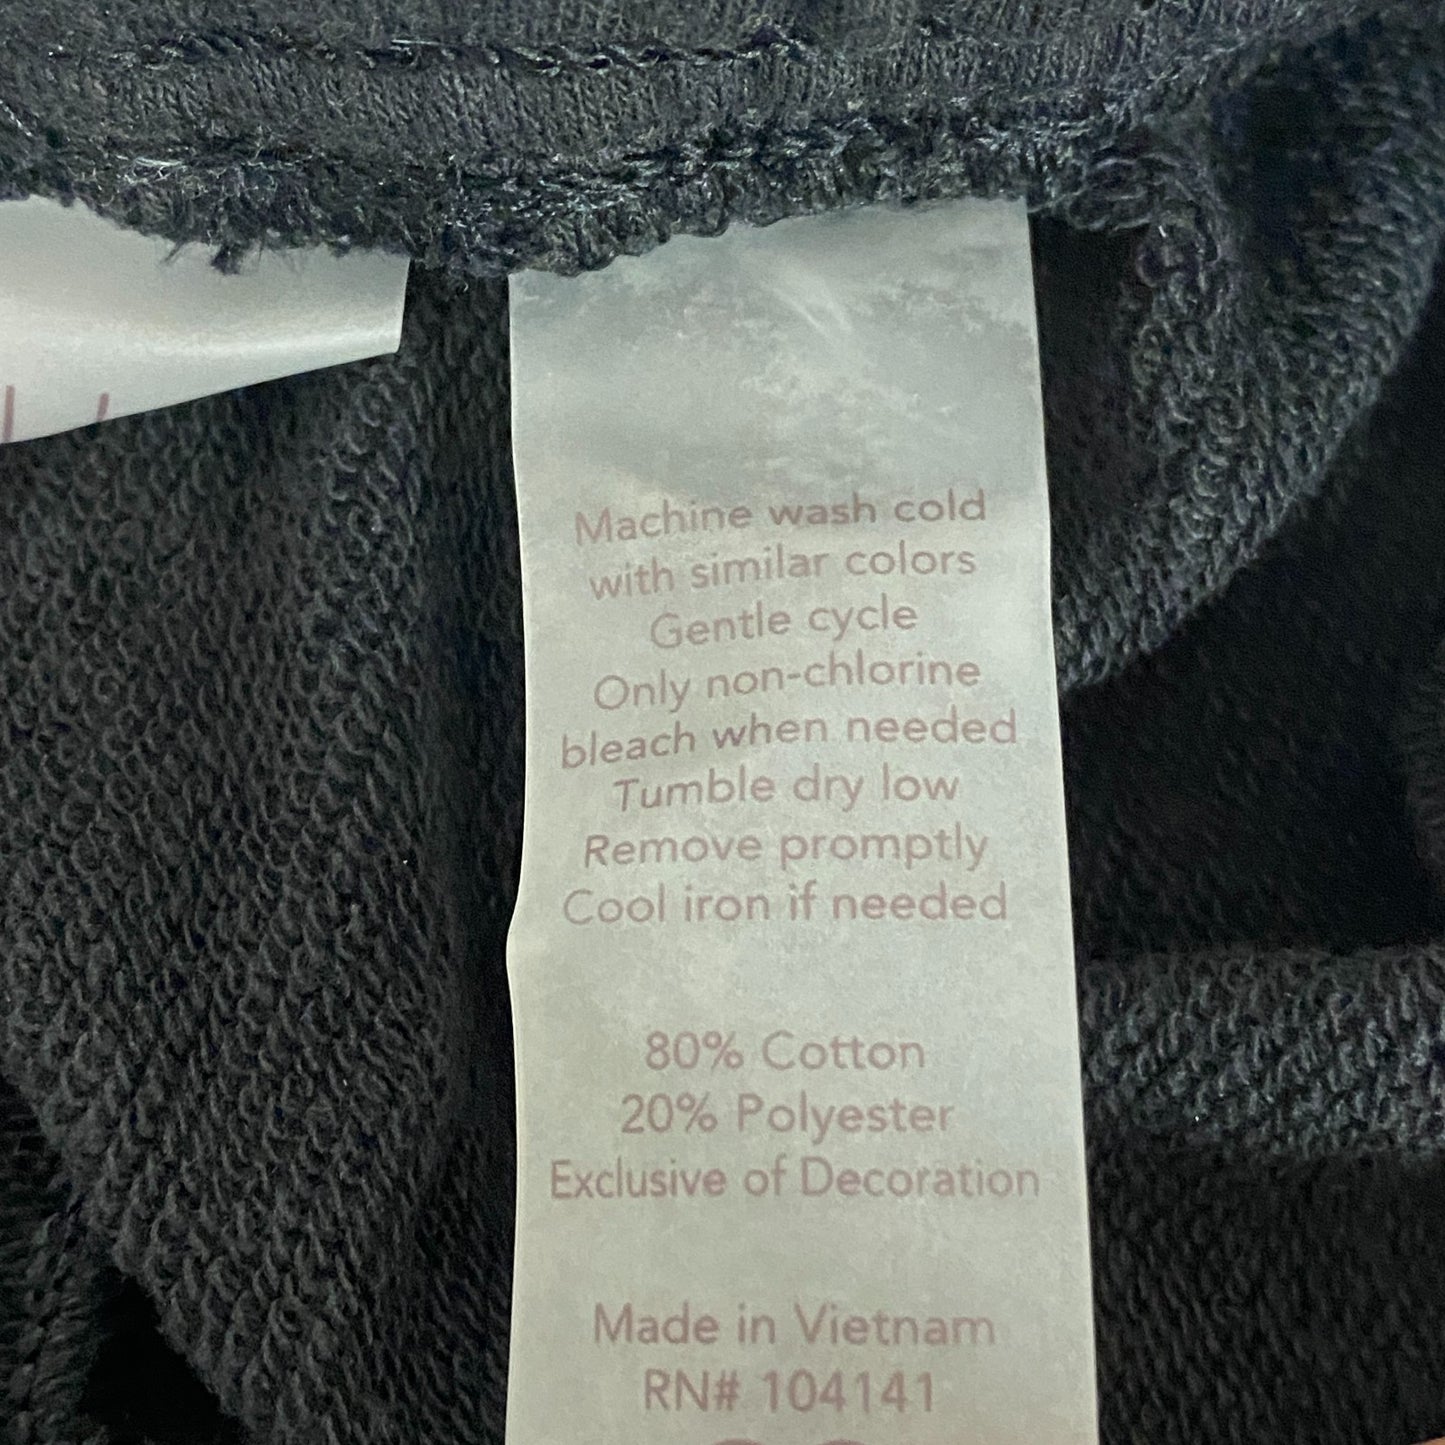 Machine wash cold
with similar colors
Gentle cycle
Only non-chlorine
bleach when needed
Tumble dry low
Remove promptly
Cool iron if needed
80% Cotton
20% Polyester
Exclusive of Decoration
Made in Vietnam
RN# 104141